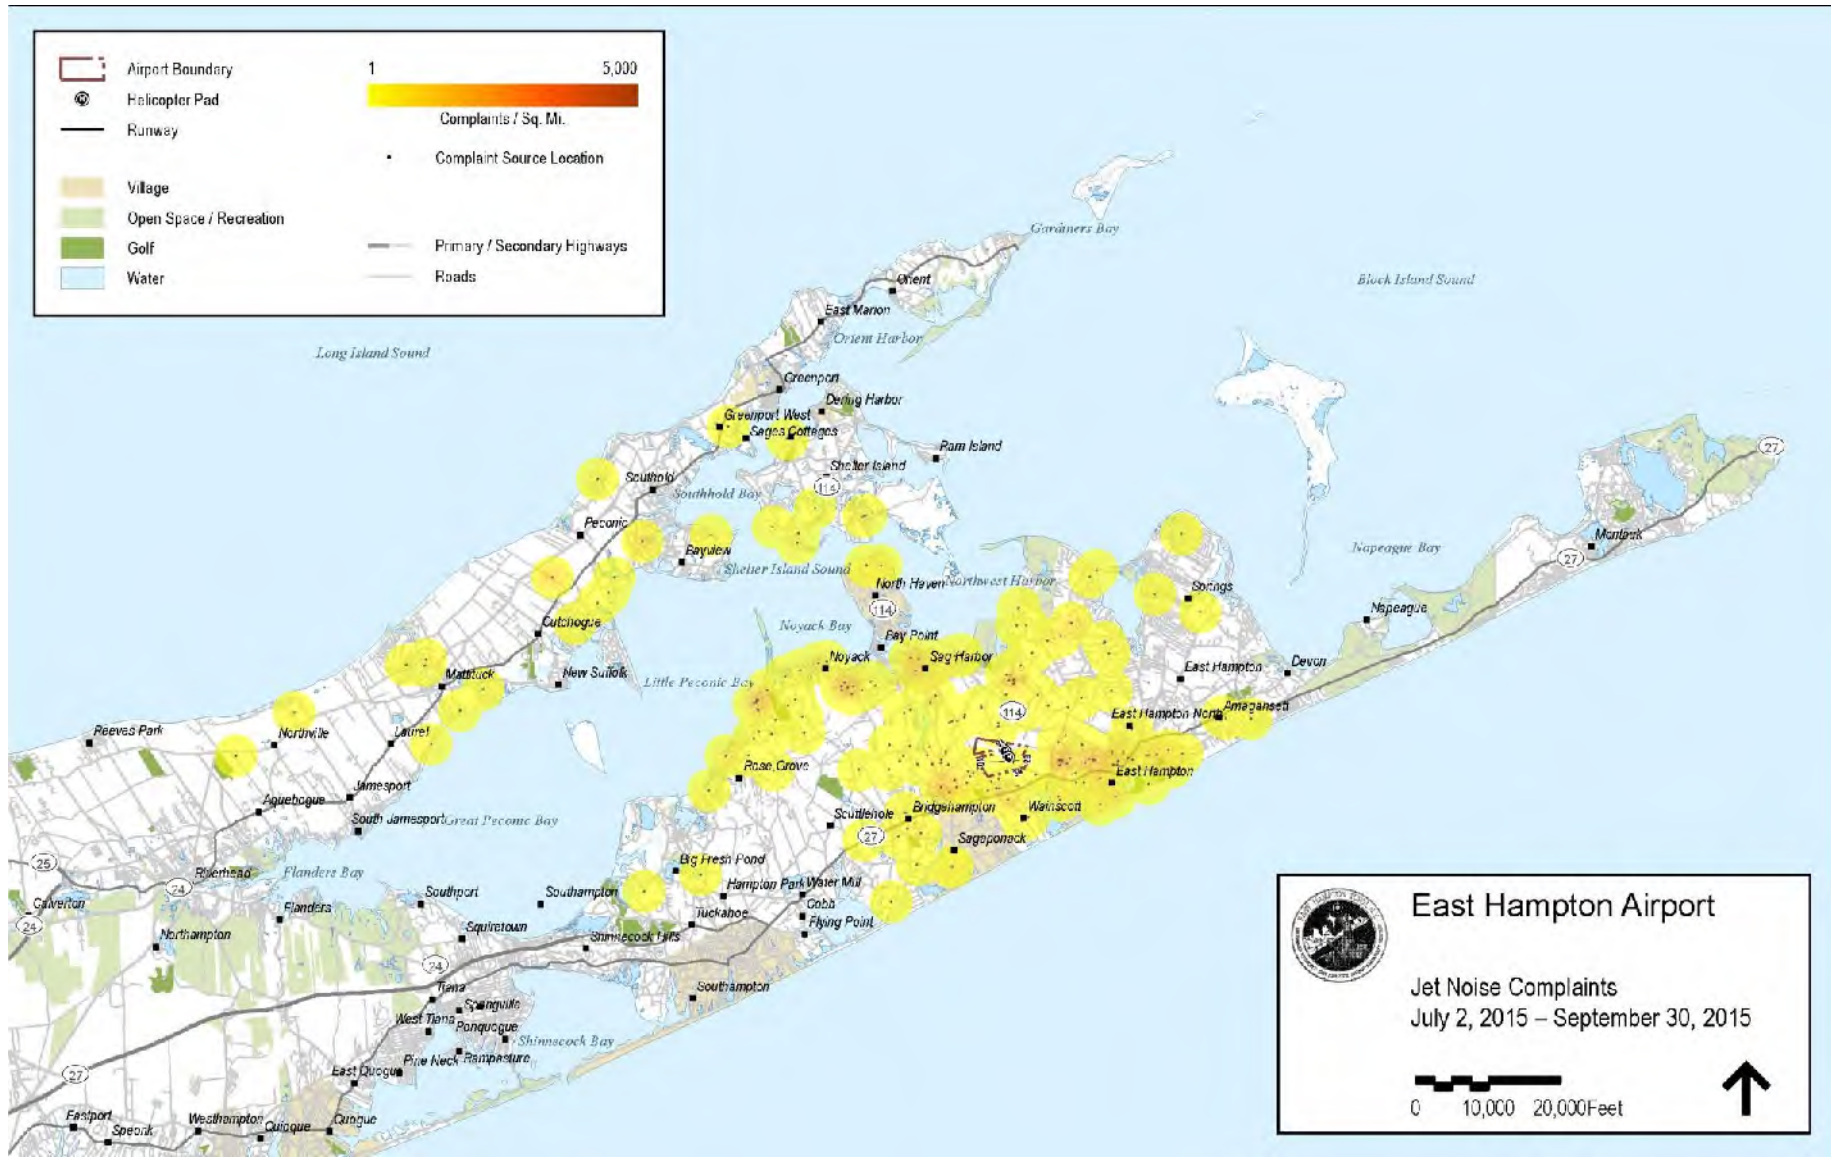 Airport Boundary
Helicopter Pad
Runway
Village
Open Space / Recreation
Golf
Water
1 5,000
Complaints / Sq. Mi.
Complaint Source Location
Primary / Secondary Highways
Roads
Gardiners Bay
Block Island Sound
Long Island Sound
Orient
East Marion
Orient Harbor
Greenport
Dering Harbor
Greenport West
Sages Cottages
Ram Island
Shelter Island
114
Southold
Southhold Bay
Peconic
Bayview
Shelter Island Sound
North Haven
Northwest Harbor
114
Napeague Bay
Montauk
27
27
Springs
Napeague
Cutchogue
Noyack Bay
Bay Point
Noyack
Sag Harbor
East Hampton
Devon
Mattituck
New Suffolk
Little Peconic Bay
114
East Hampton North
Amagansett
Reeves Park
Northville
Laurel
Rose Grove
East Hampton
Jamesport
Aquebogue
South Jamesport
Great Peconic Bay
Scuttlehole
Bridgehampton
Wainscott
27
Sagaponack
25
Riverhead
24
Flanders Bay
Big Fresh Pond
Hampton Park
Water Mill
Calverton
24
Flanders
Southport
Southampton
Cobb
Tuckahoe
Flying Point
Northampton
Squiretown
Shinnecock Hills
24
Tiana
Southampton
Spongville
West Tiana
Ponquogue
Shinnecock Bay
Pine Neck
Rampasture
27
East Quogue
Eastport
Speonk
Westhampton
Quioque
Quogue
East Hampton Airport
Jet Noise Complaints
July 2, 2015 – September 30, 2015
0 10,000 20,000Feet